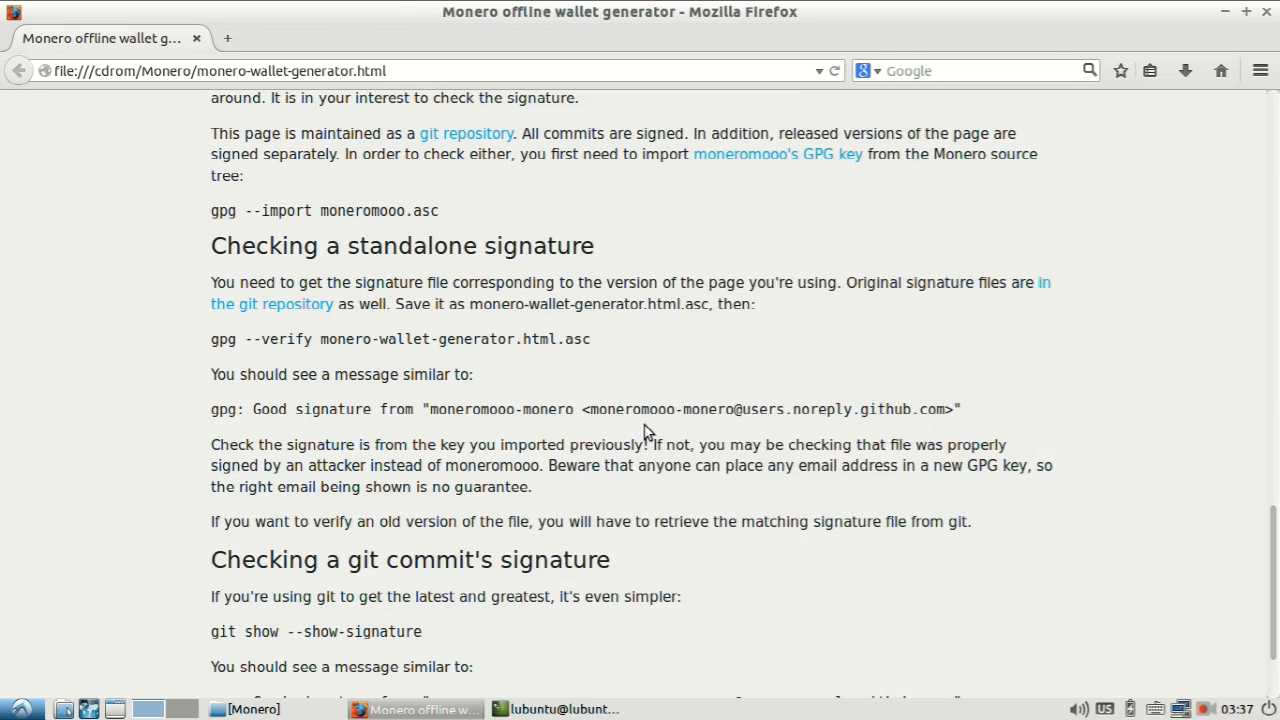 Monero offline wallet generator - Mozilla Firefox
Monero offline wallet g...
file:///cdrom/Monero/monero-wallet-generator.html
Google
around. It is in your interest to check the signature.
This page is maintained as a git repository. All commits are signed. In addition, released versions of the page are
signed separately. In order to check either, you first need to import moneromooo's GPG key from the Monero source
tree:
gpg --import moneromooo.asc
Checking a standalone signature
You need to get the signature file corresponding to the version of the page you're using. Original signature files are in
the git repository as well. Save it as monero-wallet-generator.html.asc, then:
gpg --verify monero-wallet-generator.html.asc
You should see a message similar to:
gpg: Good signature from "moneromooo-monero <moneromooo-monero@users.noreply.github.com>"
Check the signature is from the key you imported previously! If not, you may be checking that file was properly
signed by an attacker instead of moneromooo. Beware that anyone can place any email address in a new GPG key, so
the right email being shown is no guarantee.
If you want to verify an old version of the file, you will have to retrieve the matching signature file from git.
Checking a git commit's signature
If you're using git to get the latest and greatest, it's even simpler:
git show --show-signature
You should see a message similar to:
[Monero]
Monero offline w...
lubuntu@lubunt...
US
03:37